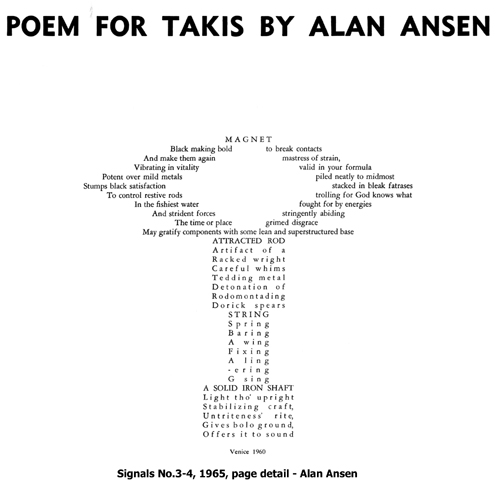 POEM FOR TAKIS BY ALAN ANSEN
MAGNET
Black making bold to break contacts
And make them again mastress of strain,
Vibrating in vitality valid in your formula
Potent over mild metals piled neatly to midmost
Stumps black satisfaction stacked in bleak fatrases
To control restive rods trolling for God knows what
In the fishiest water fought for by energies
And strident forces stringently abiding
The time or place grimed disgrace
May gratify components with some lean and superstructured base
ATTRACTED ROD
Artifact of a
Racked wright
Careful whims
Tedding metal
Detonation of
Rodomontading
Dorick spears
STRING
Spring
Baring
A wing
Fixing
A ling
-ering
G sing
A SOLID IRON SHAFT
Light tho' upright
Stabilizing craft,
Untriteness' rite,
Gives bolo ground,
Offers it to sound
Venice 1960
Signals No.3-4, 1965, page detail - Alan Ansen